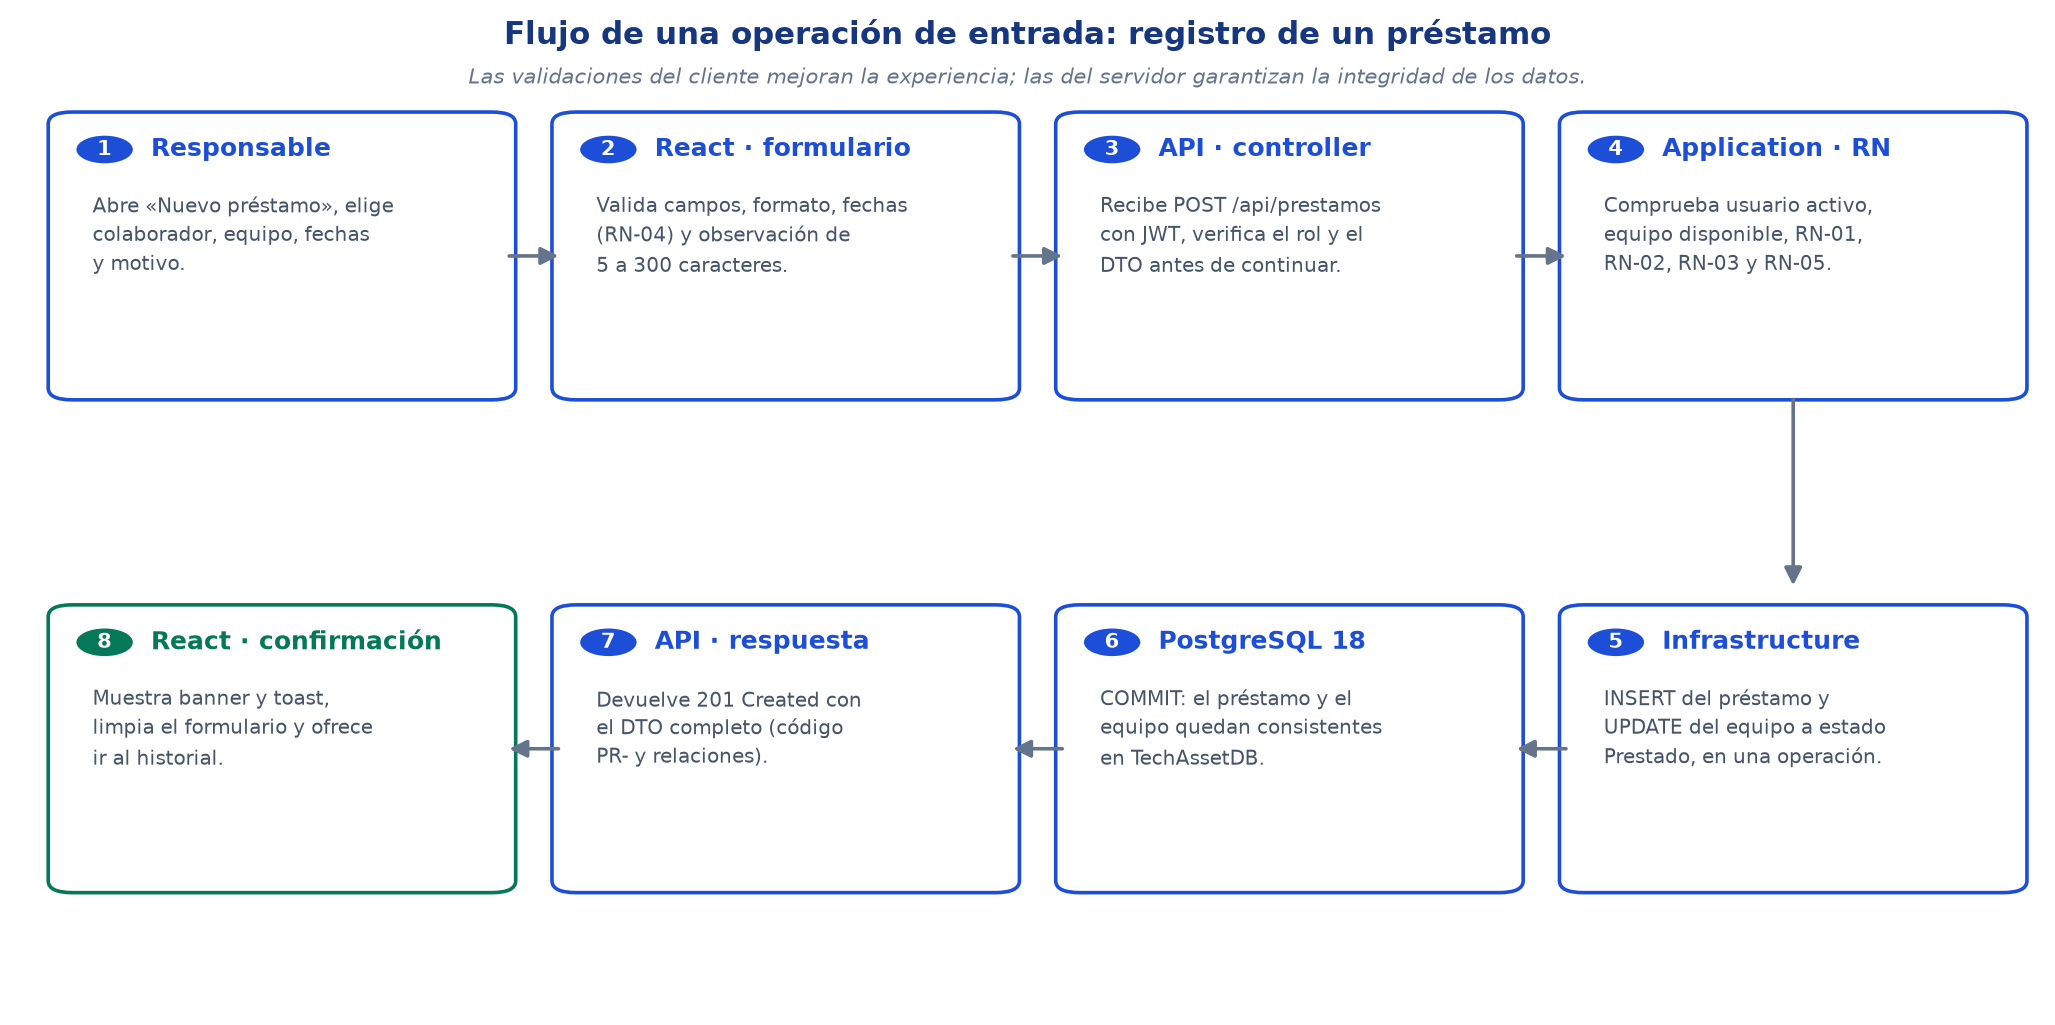 Flujo de una operación de entrada: registro de un préstamo
Las validaciones del cliente mejoran la experiencia; las del servidor garantizan la integridad de los datos.
1 Responsable
Abre «Nuevo préstamo», elige
colaborador, equipo, fechas
y motivo.
2 React · formulario
Valida campos, formato, fechas
(RN-04) y observación de
5 a 300 caracteres.
3 API · controller
Recibe POST /api/prestamos
con JWT, verifica el rol y el
DTO antes de continuar.
4 Application · RN
Comprueba usuario activo,
equipo disponible, RN-01,
RN-02, RN-03 y RN-05.
5 Infrastructure
INSERT del préstamo y
UPDATE del equipo a estado
Prestado, en una operación.
6 PostgreSQL 18
COMMIT: el préstamo y el
equipo quedan consistentes
en TechAssetDB.
7 API · respuesta
Devuelve 201 Created con
el DTO completo (código
PR- y relaciones).
8 React · confirmación
Muestra banner y toast,
limpia el formulario y ofrece
ir al historial.